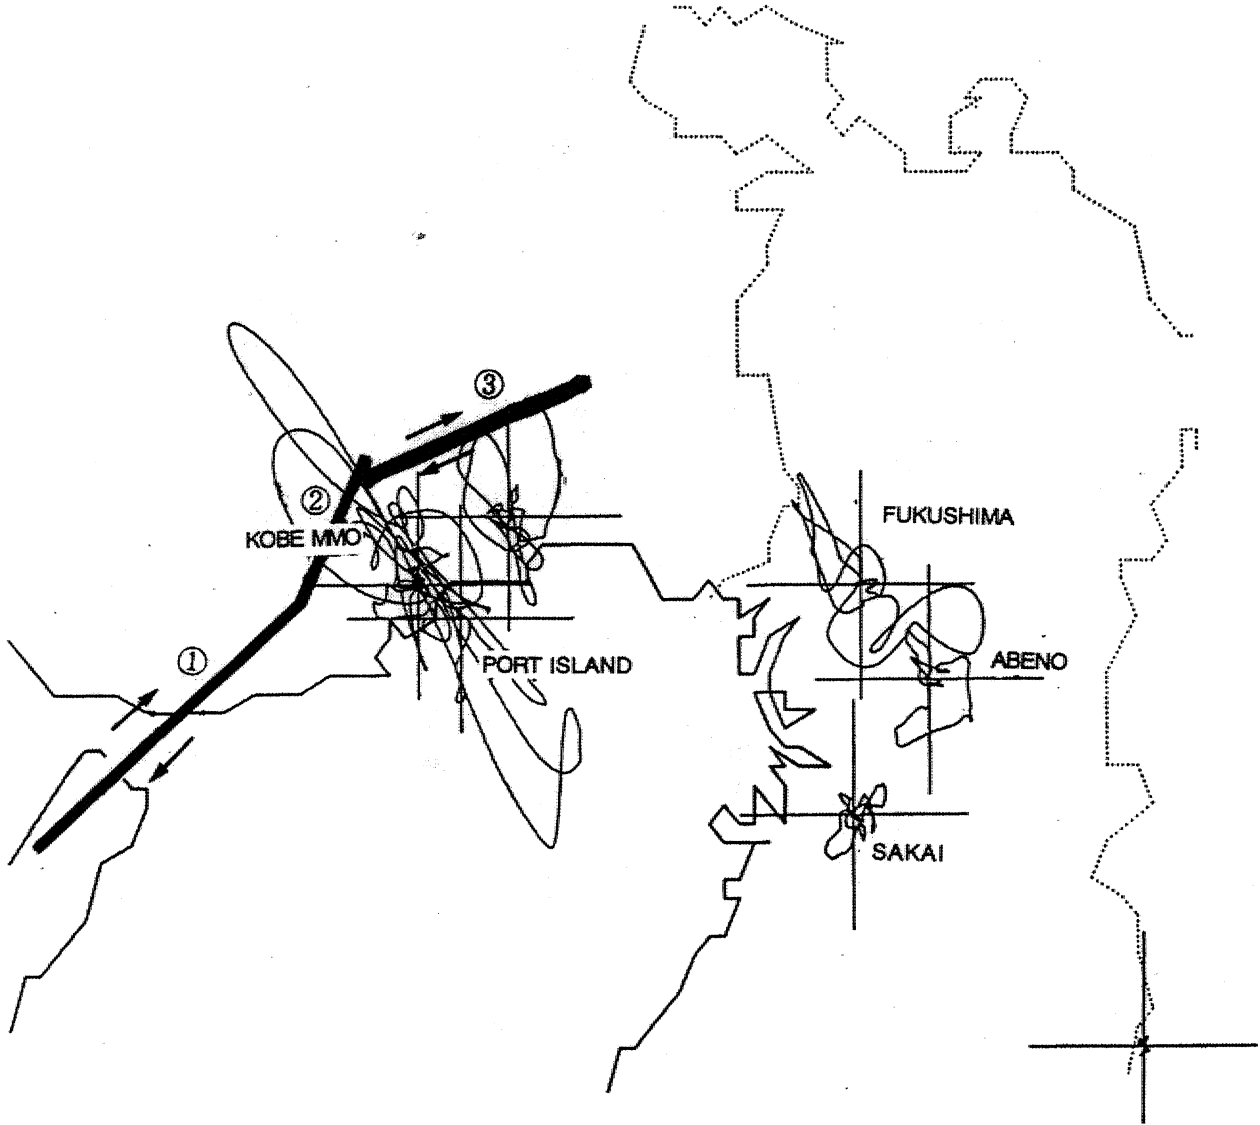 ③
②
KOBE MMO
FUKUSHIMA
①
PORT ISLAND
ABENO
SAKAI